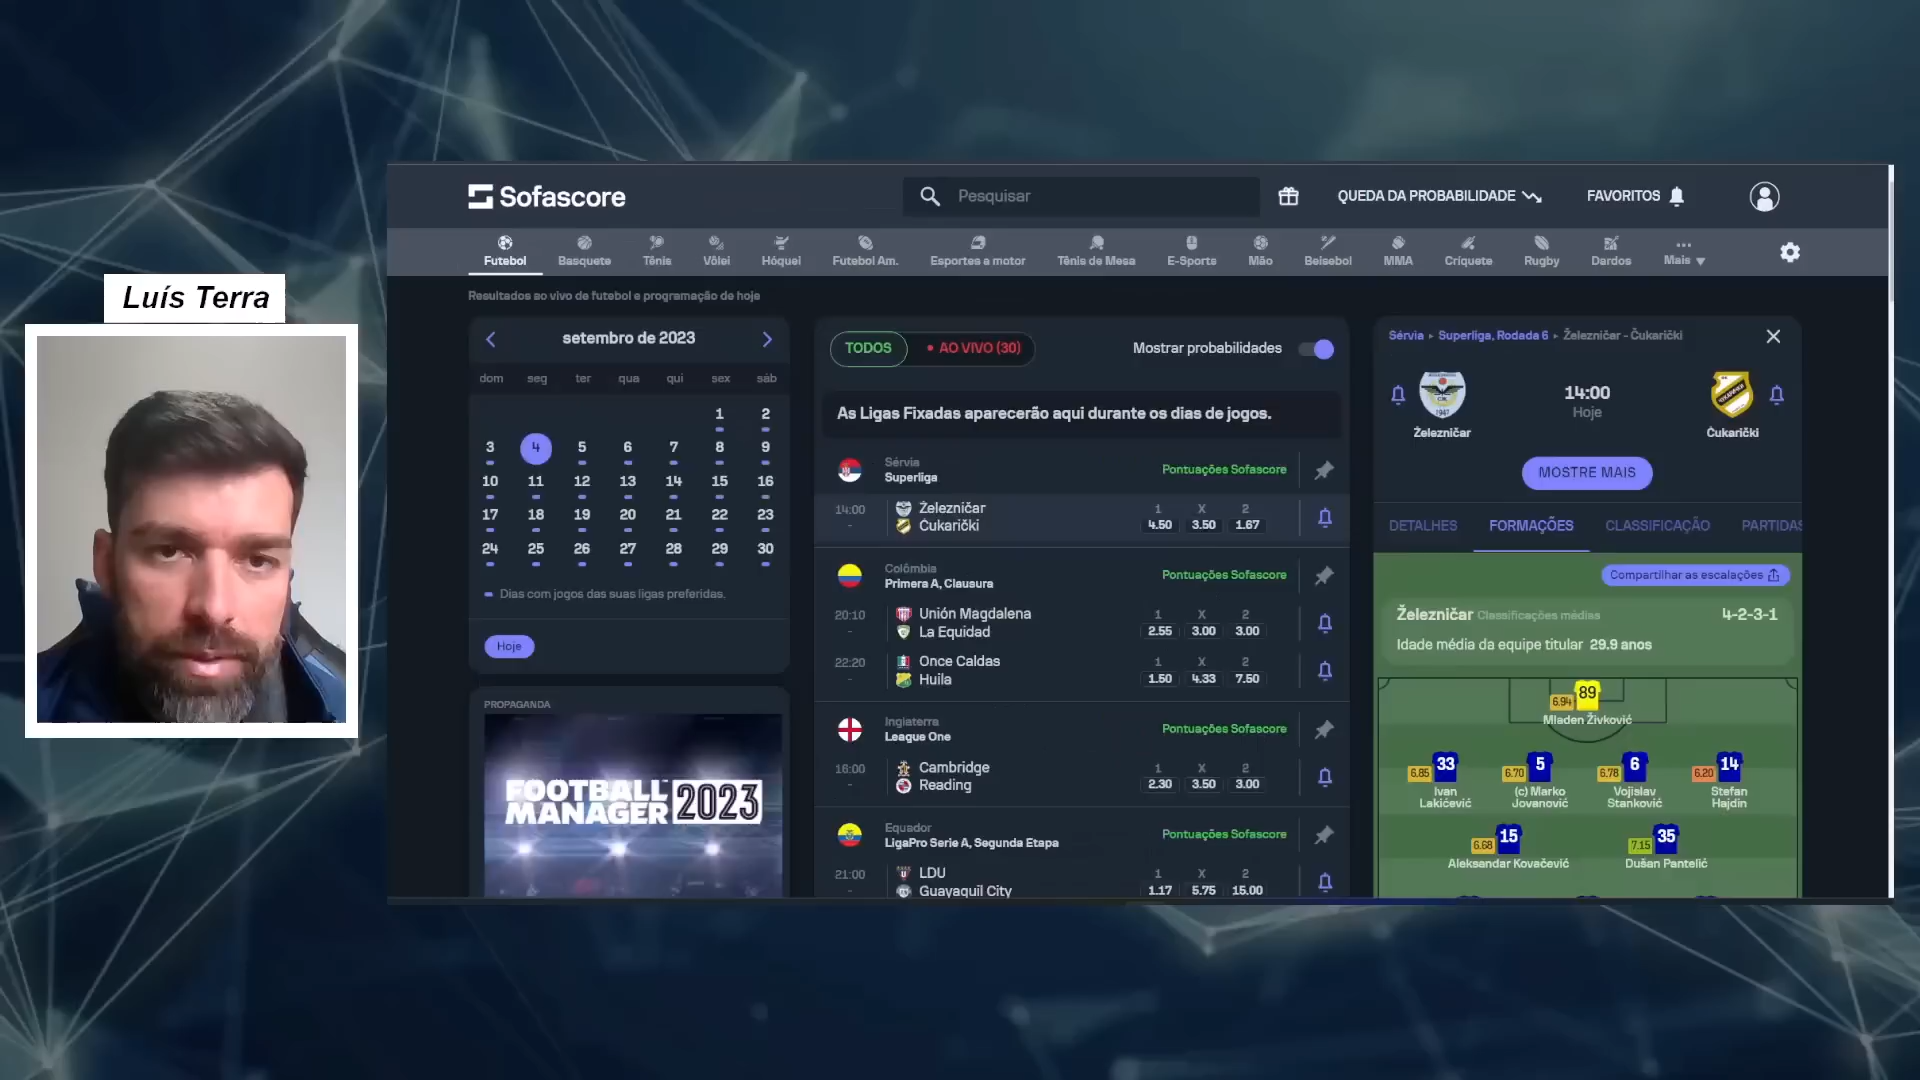 Luís Terra
Sofascore
Pesquisar
QUEDA DA PROBABILIDADE
FAVORITOS
Futebol
Basquete
Tênis
Vôlei
Hóquei
Futebol Am.
Esportes a motor
Tênis de Mesa
E-Sports
Mão
Beisebol
MMA
Críquete
Rugby
Dardos
Mais
Resultados ao vivo de futebol e programação de hoje
setembro de 2023
dom seg ter qua qui sex sáb
1 2
3 4 5 6 7 8 9
10 11 12 13 14 15 16
17 18 19 20 21 22 23
24 25 26 27 28 29 30
Dias com jogos das suas ligas preferidas.
Hoje
PROPAGANDA
FOOTBALL
MANAGER 2023
TODOS
• AO VIVO (30)
Mostrar probabilidades
As Ligas Fixadas aparecerão aqui durante os dias de jogos.
Sérvia
Superliga
Pontuações Sofascore
14:00
-
Železničar
Čukarički
1 X 2
4.50 3.50 1.67
Colômbia
Primera A, Clausura
Pontuações Sofascore
20:10
-
Unión Magdalena
La Equidad
1 X 2
2.55 3.00 3.00
22:20
-
Once Caldas
Huila
1 X 2
1.50 4.33 7.50
Inglaterra
League One
Pontuações Sofascore
16:00
-
Cambridge
Reading
1 X 2
2.30 3.50 3.00
Equador
LigaPro Serie A, Segunda Etapa
Pontuações Sofascore
21:00
-
LDU
Guayaquil City
1 X 2
1.17 5.75 15.00
Sérvia ▸ Superliga, Rodada 6 ▸ Železničar - Čukarički
14:00
Hoje
Železničar
Čukarički
MOSTRE MAIS
DETALHES
FORMAÇÕES
CLASSIFICAÇÃO
PARTIDAS
Compartilhar as escalações
Železničar Classificações médias
4-2-3-1
Idade média da equipe titular 29.9 anos
89
6.94
Mladen Živković
33
6.85
Ivan
Lakićević
5
6.70
(c) Marko
Jovanović
6
6.78
Vojislav
Stanković
14
6.20
Stefan
Hajdin
15
6.68
Aleksandar Kovačević
35
7.15
Dušan Pantelić